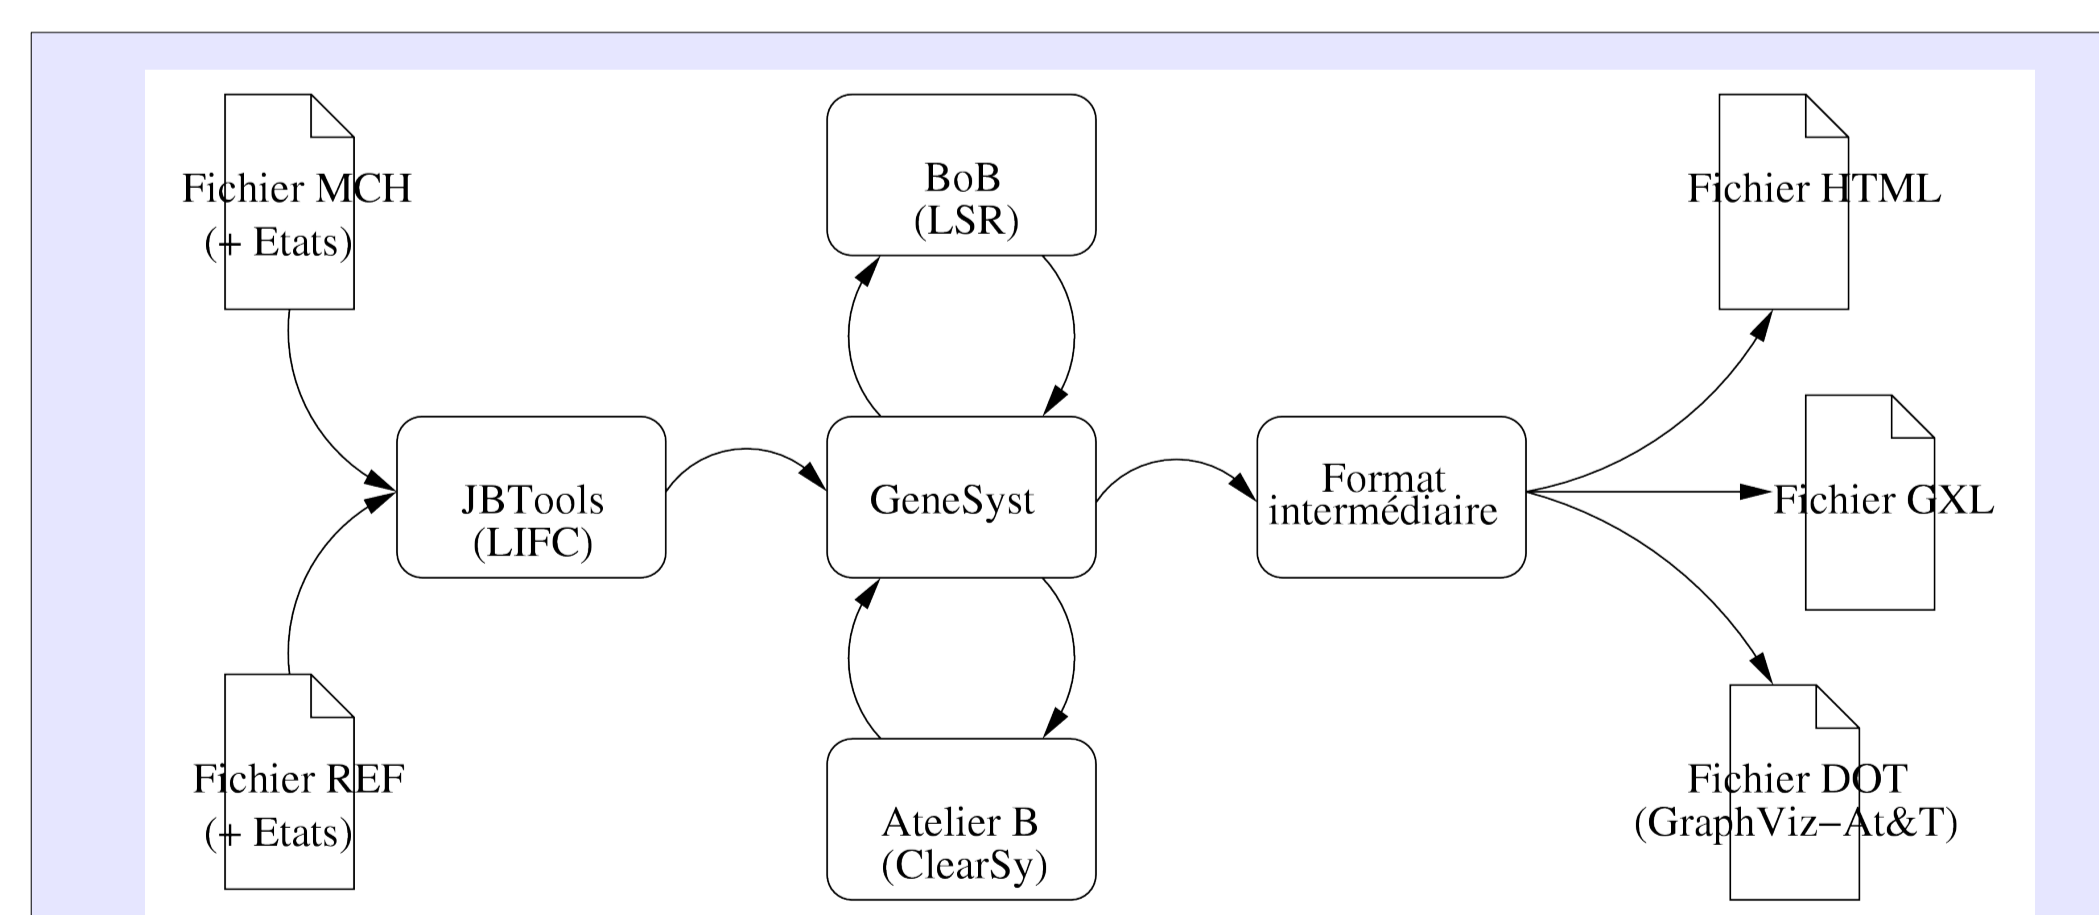 Fichier MCH
(+ Etats)
BoB
(LSR)
Fichier HTML
JBTools
(LIFC)
GeneSyst
Format
intermédiaire
Fichier GXL
Fichier REF
(+ Etats)
Atelier B
(ClearSy)
Fichier DOT
(GraphViz−At&T)